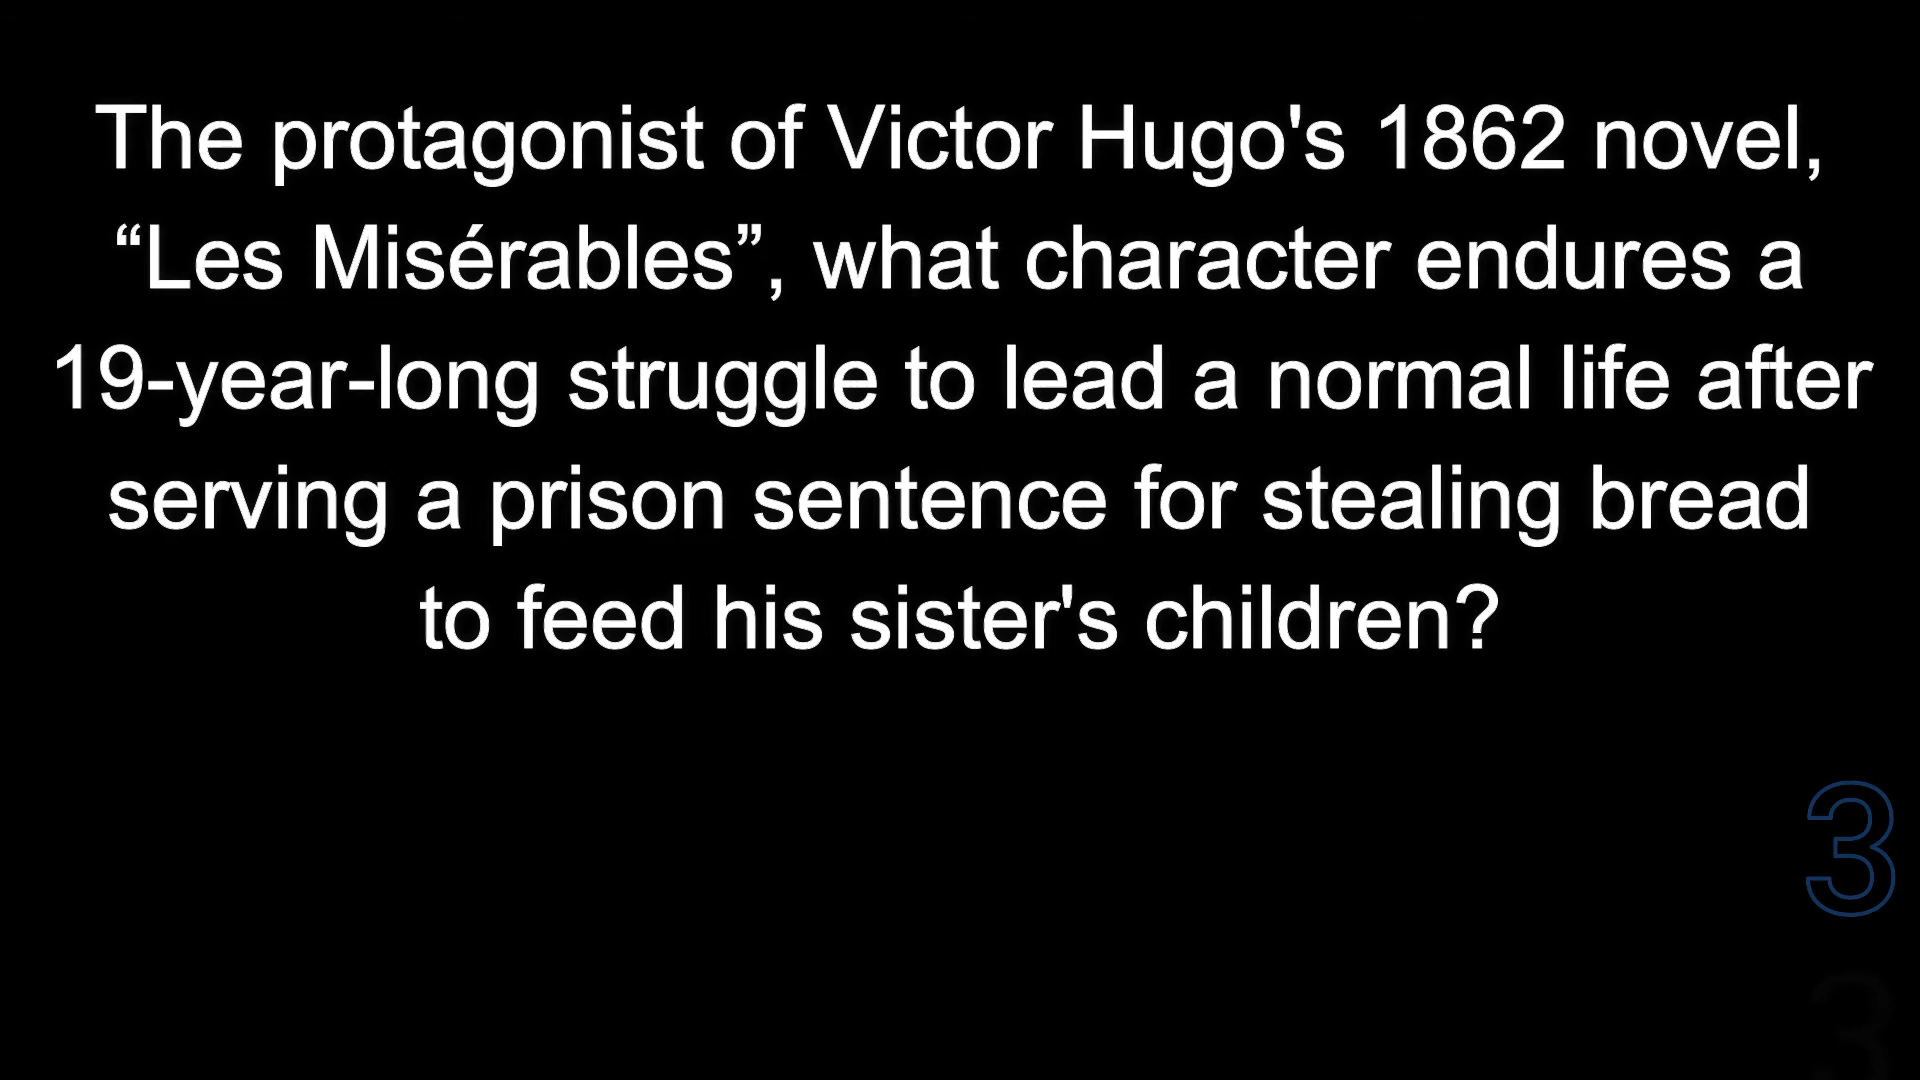 The protagonist of Victor Hugo's 1862 novel,
“Les Misérables”, what character endures a
19-year-long struggle to lead a normal life after
serving a prison sentence for stealing bread
to feed his sister's children?
3
3